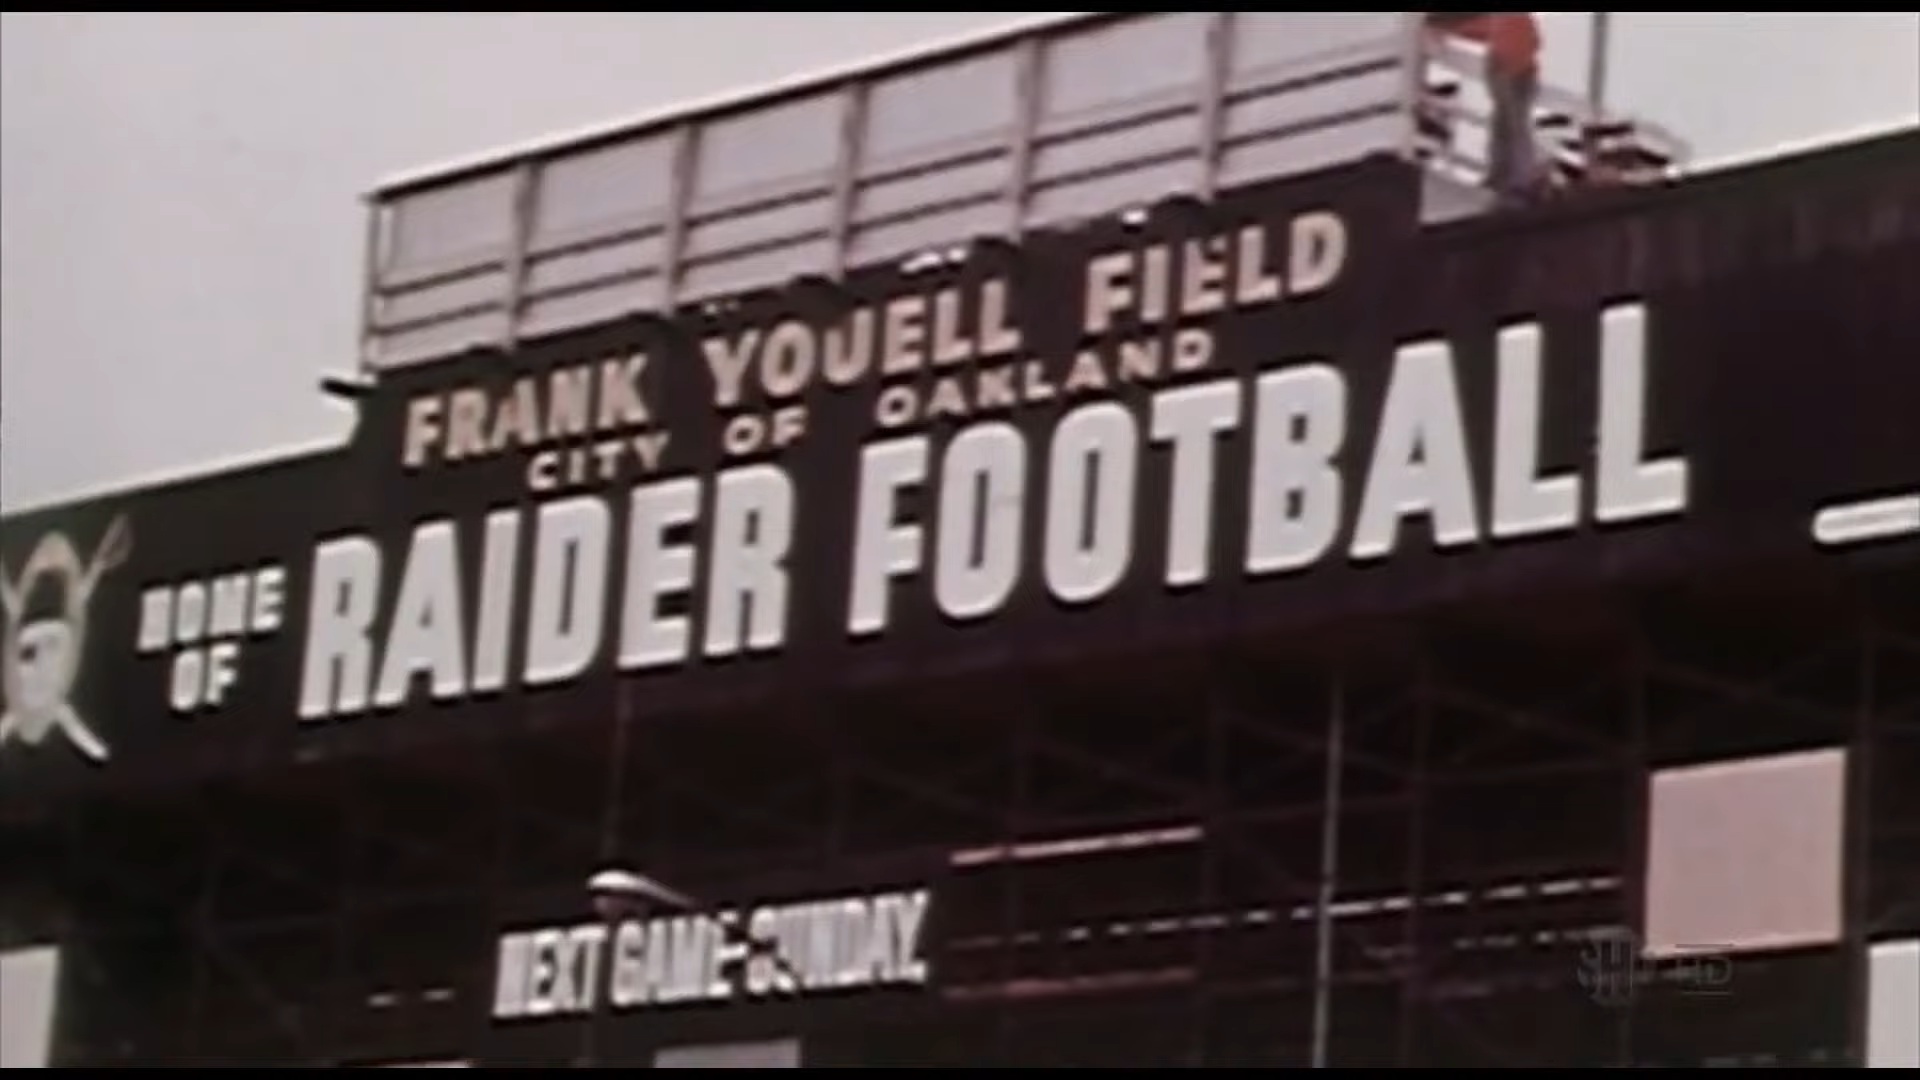 FRANK YOUELL FIELD
CITY OF OAKLAND
HOME OF
RAIDER FOOTBALL
NEXT GAME-SUNDAY,